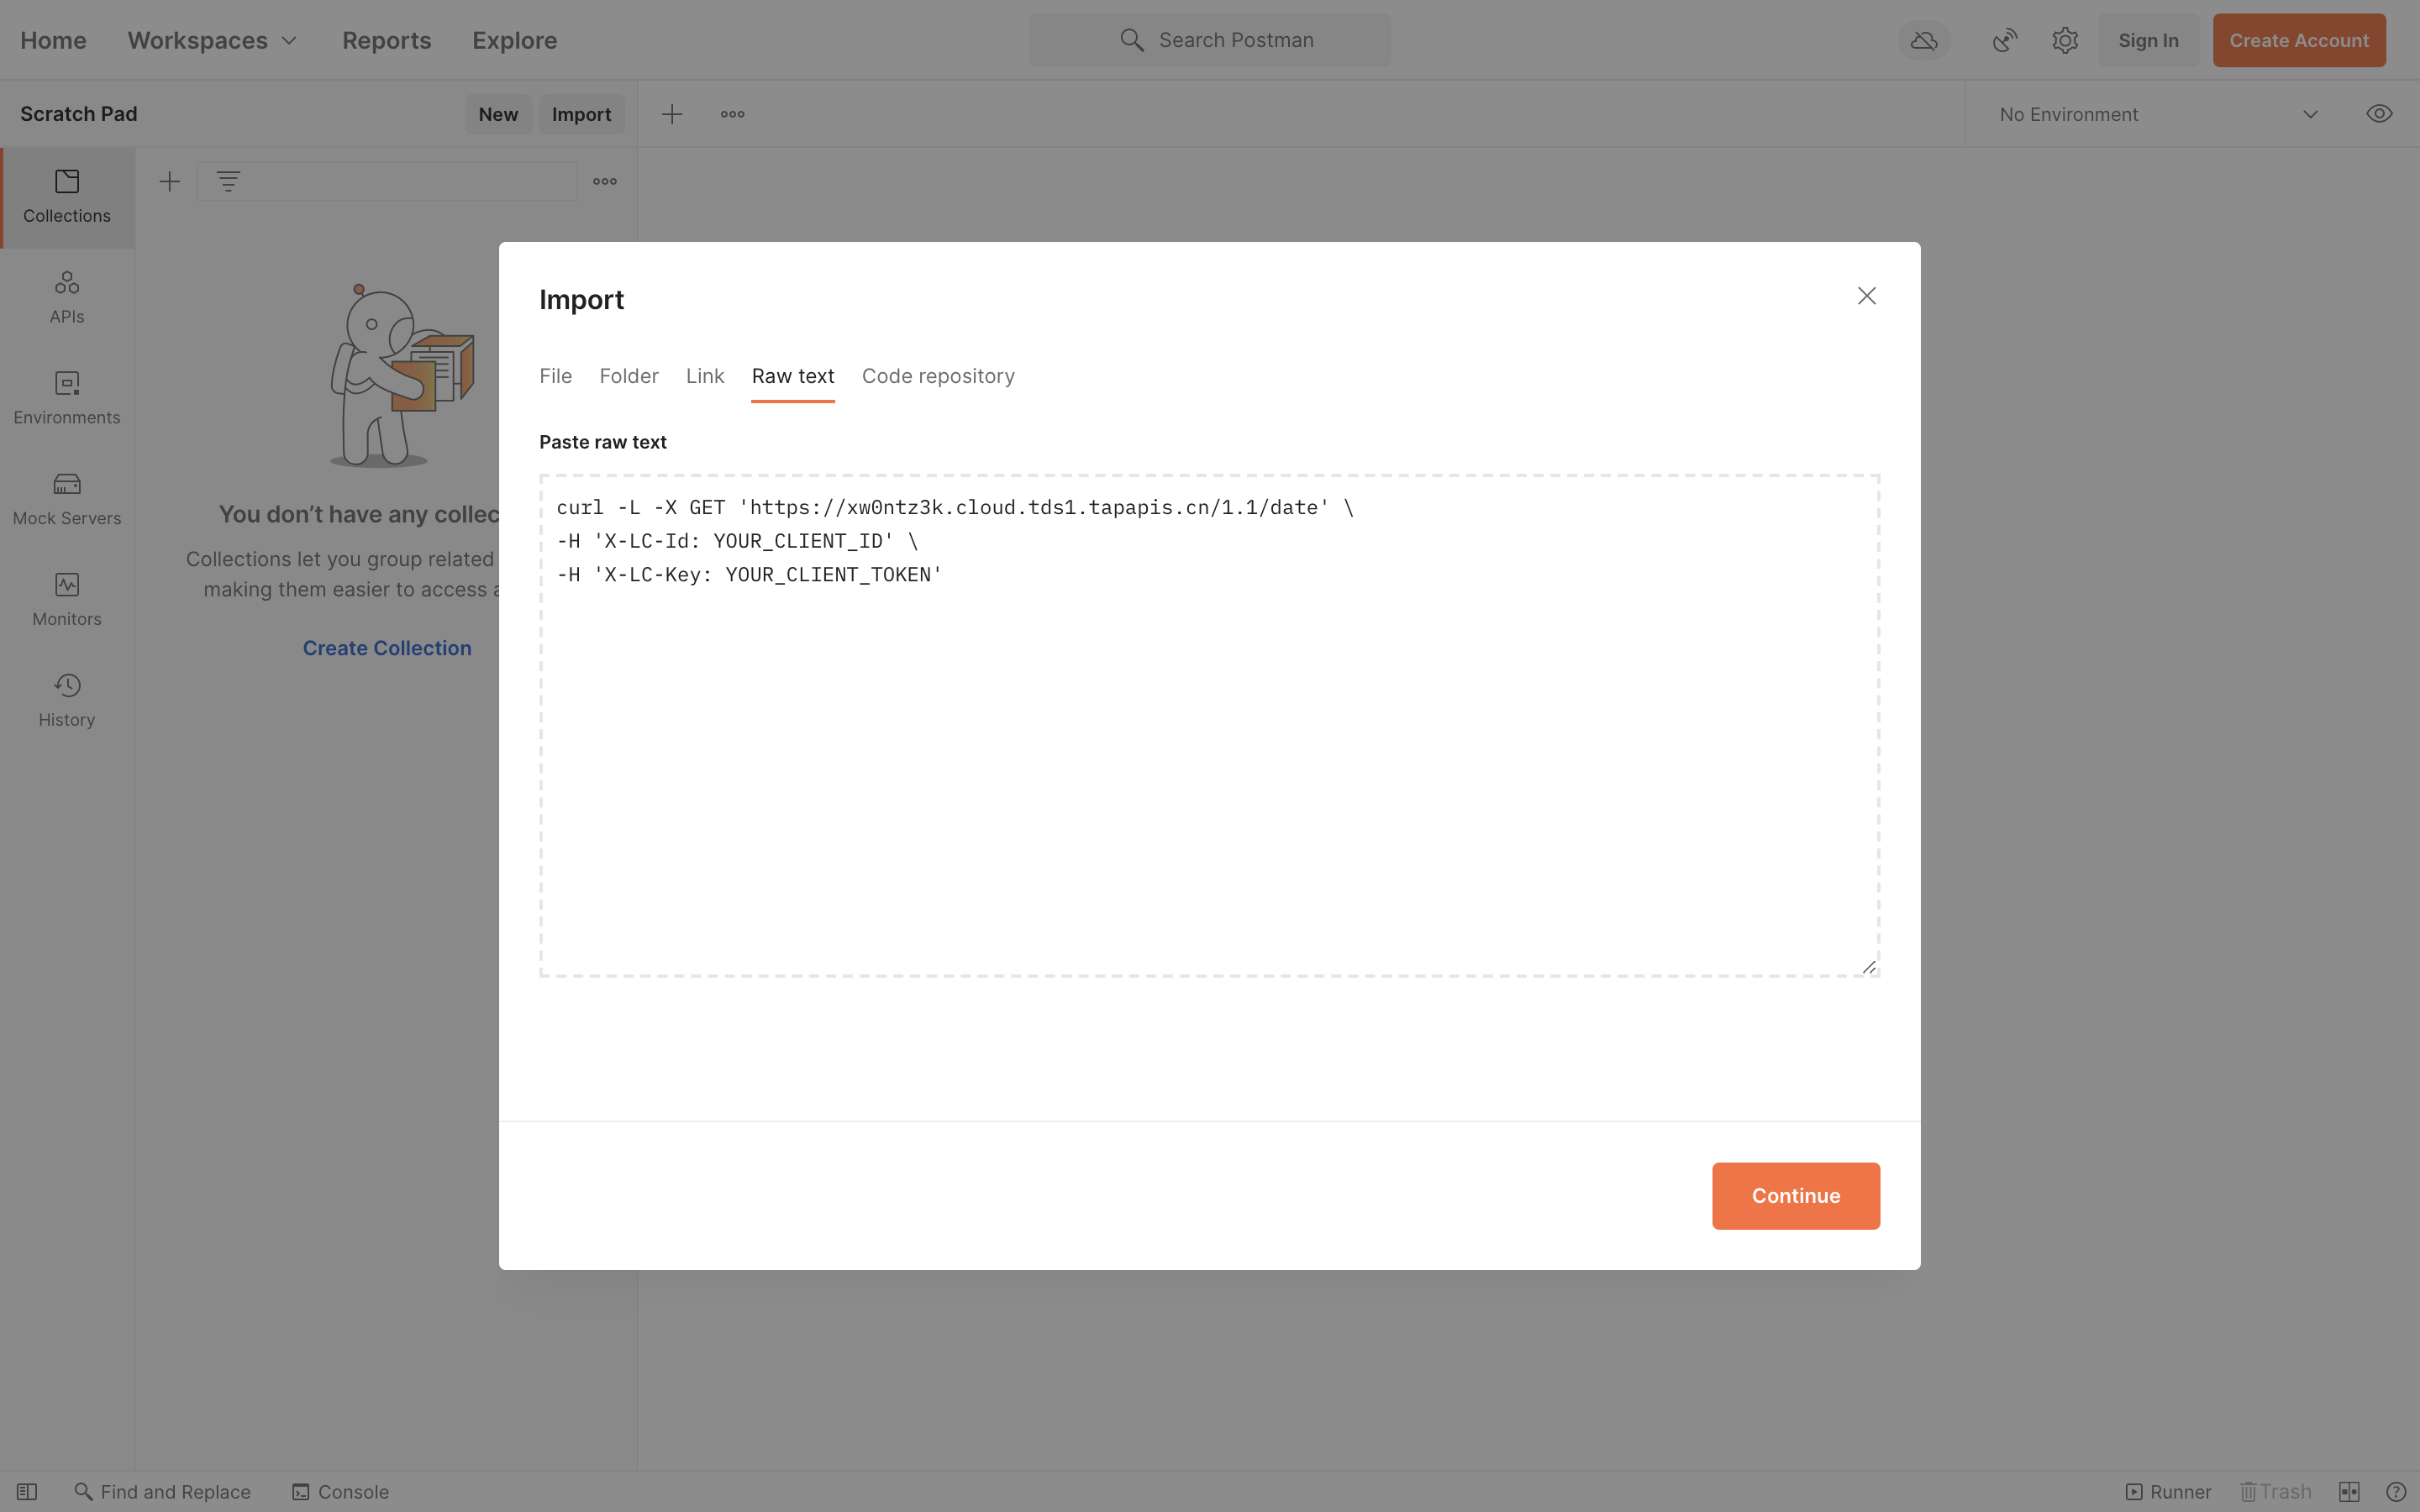 Home Workspaces Reports Explore Search Postman Sign In Create Account
Scratch Pad New Import No Environment
Collections
APIs
Environments
Mock Servers
Monitors
History
You don’t have any collec
Collections let you group related
making them easier to access a
Create Collection
Import
File Folder Link Raw text Code repository
Paste raw text
curl -L -X GET 'https://xw0ntz3k.cloud.tds1.tapapis.cn/1.1/date' \
-H 'X-LC-Id: YOUR_CLIENT_ID' \
-H 'X-LC-Key: YOUR_CLIENT_TOKEN'
Continue
Find and Replace Console Runner Trash